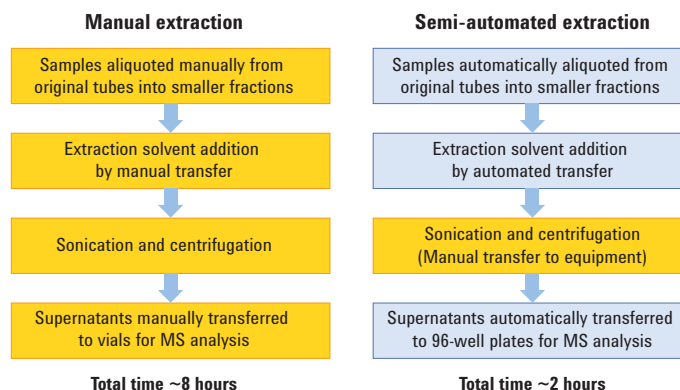 Manual extraction
Samples aliquoted manually from
original tubes into smaller fractions
Extraction solvent addition
by manual transfer
Sonication and centrifugation
Supernatants manually transferred
to vials for MS analysis
Total time ~8 hours
Semi-automated extraction
Samples automatically aliquoted from
original tubes into smaller fractions
Extraction solvent addition
by automated transfer
Sonication and centrifugation
(Manual transfer to equipment)
Supernatants automatically transferred
to 96-well plates for MS analysis
Total time ~2 hours